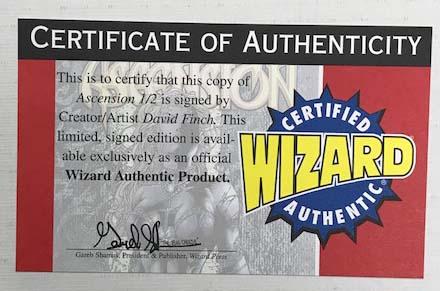 CERTIFICATE OF AUTHENTICITY
This is to certify that this copy of
Ascension 1/2 is signed by
Creator/Artist David Finch. This
limited, signed edition is avail-
able exclusively as an official
Wizard Authentic Product.
CERTIFIED
WIZARD
AUTHENTIC®
Gareb Shamus, President & Publisher, Wizard Press